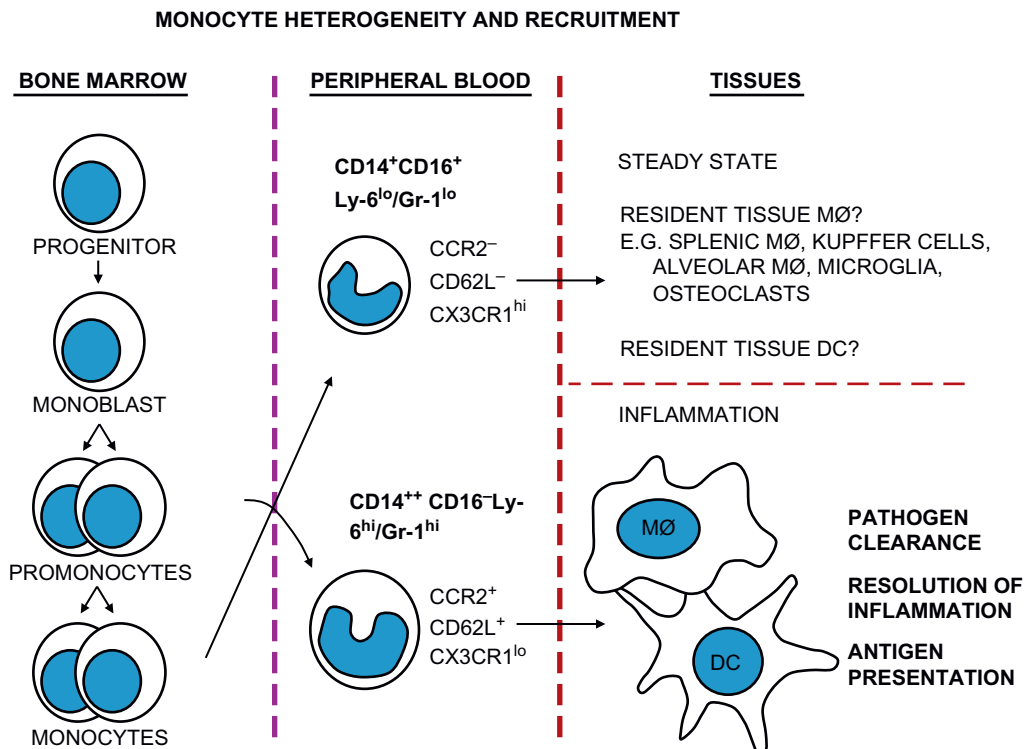 MONOCYTE HETEROGENEITY AND RECRUITMENT
BONE MARROW
PROGENITOR
MONOBLAST
PROMONOCYTES
MONOCYTES
PERIPHERAL BLOOD
CD14⁺CD16⁺
Ly-6ˡᵒ/Gr-1ˡᵒ
CCR2⁻
CD62L⁻
CX3CR1ʰⁱ
CD14⁺⁺ CD16⁻Ly-
6ʰⁱ/Gr-1ʰⁱ
CCR2⁺
CD62L⁺
CX3CR1ˡᵒ
TISSUES
STEADY STATE
RESIDENT TISSUE MØ?
E.G. SPLENIC MØ, KUPFFER CELLS,
ALVEOLAR MØ, MICROGLIA,
OSTEOCLASTS
RESIDENT TISSUE DC?
INFLAMMATION
MØ
DC
PATHOGEN
CLEARANCE
RESOLUTION OF
INFLAMMATION
ANTIGEN
PRESENTATION